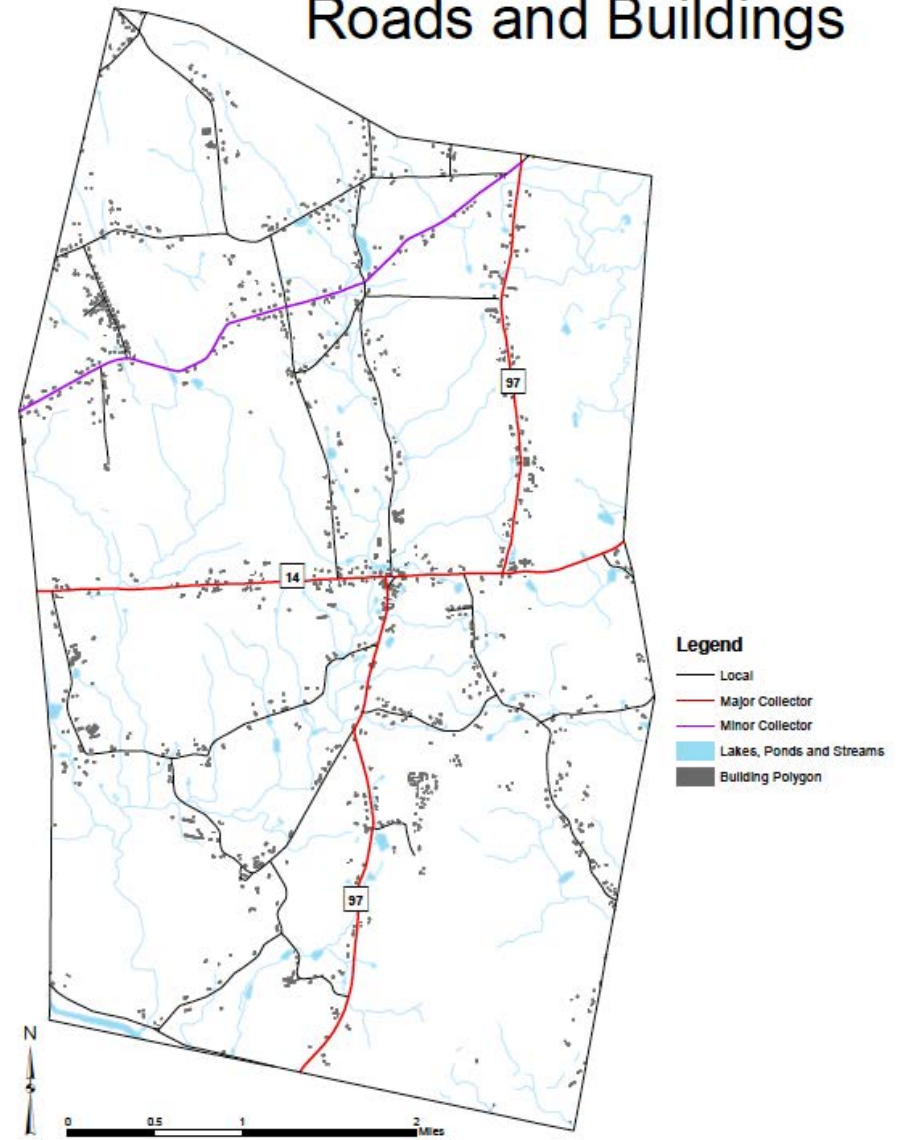 Roads and Buildings
97
14
Legend
Local
Major Collector
Minor Collector
Lakes, Ponds and Streams
Building Polygon
97
N
0 0.5 1 2
Miles